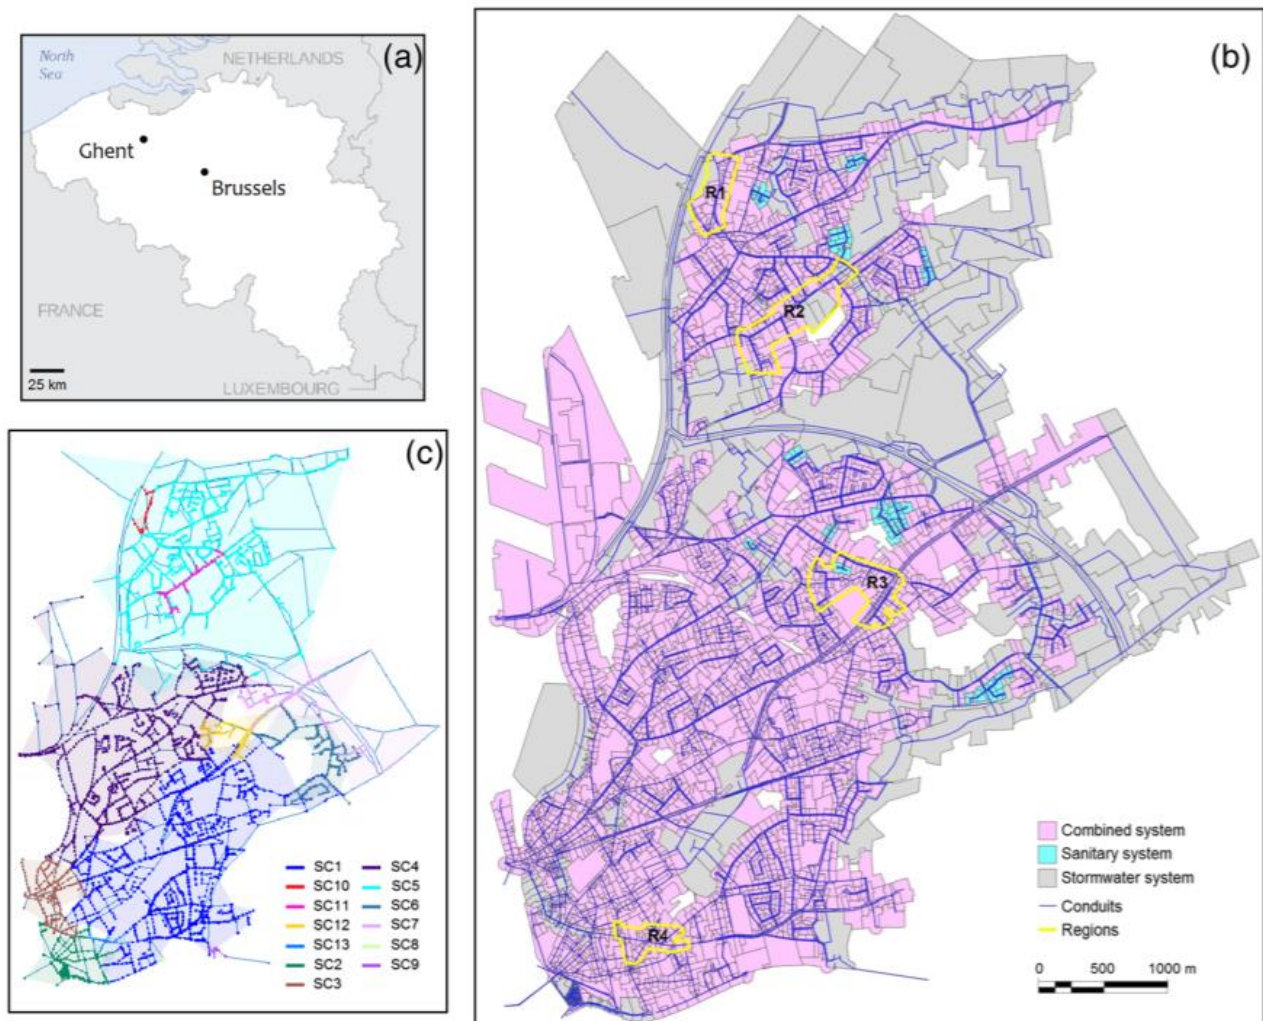 (a)
North
Sea
NETHERLANDS
Ghent
Brussels
FRANCE
25 km
LUXEMBOURG
(b)
R1
R2
R3
R4
Combined system
Sanitary system
Stormwater system
Conduits
Regions
0 500 1000 m
(c)
SC1 SC4
SC10 SC5
SC11 SC6
SC12 SC7
SC13 SC8
SC2 SC9
SC3